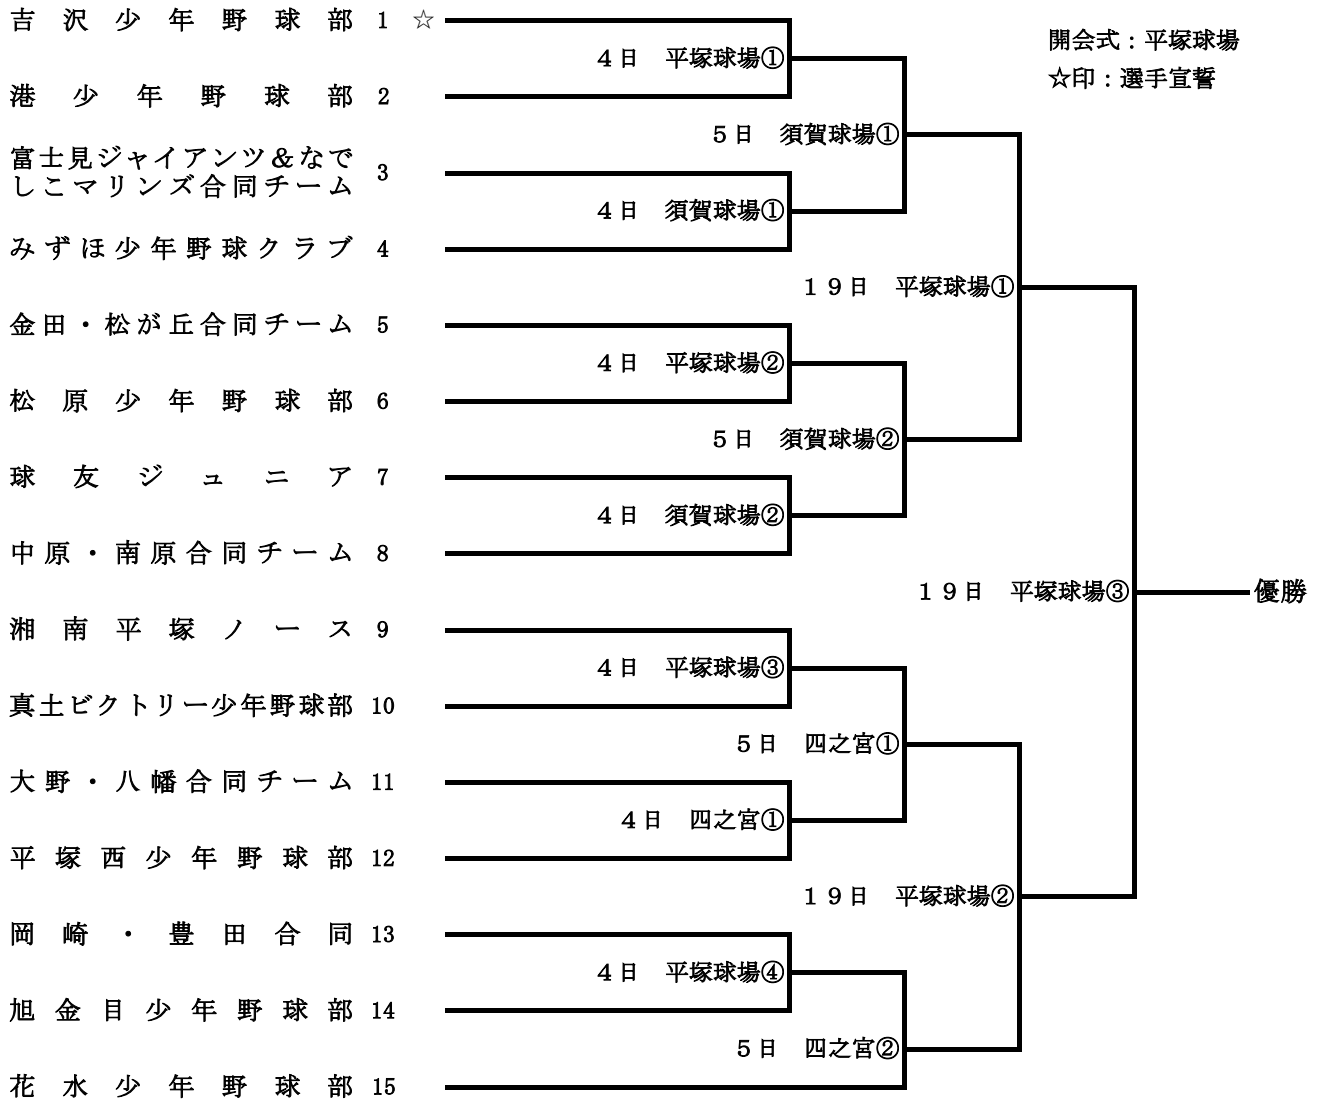 吉沢少年野球部 1 ☆
開会式：平塚球場
4日 平塚球場①
☆印：選手宣誓
港少年野球部 2
5日 須賀球場①
富士見ジャイアンツ＆なで
しこマリンズ合同チーム 3
4日 須賀球場①
みずほ少年野球クラブ 4
19日 平塚球場①
金田・松が丘合同チーム 5
4日 平塚球場②
松原少年野球部 6
5日 須賀球場②
球友ジュニア 7
4日 須賀球場②
中原・南原合同チーム 8
19日 平塚球場③ 優勝
湘南平塚ノース 9
4日 平塚球場③
真土ビクトリー少年野球部 10
5日 四之宮①
大野・八幡合同チーム 11
4日 四之宮①
平塚西少年野球部 12
19日 平塚球場②
岡崎・豊田合同 13
4日 平塚球場④
旭金目少年野球部 14
5日 四之宮②
花水少年野球部 15